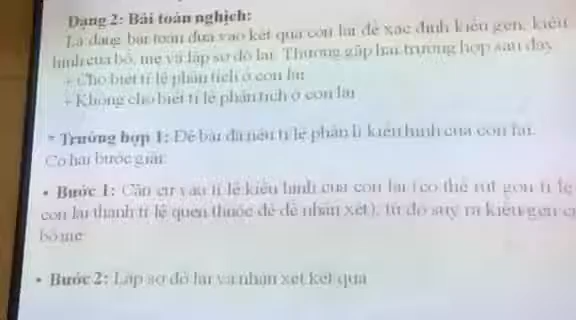 Dạng 2: Bài toán nghịch:
Là dạng bài toán dựa vào kết quả con lai để xác định kiểu gen, kiểu
hình của bố, mẹ và lập sơ đồ lai. Thường gặp hai trường hợp sau đây
+ Cho biết tỉ lệ phân tích ở con lai
+ Không cho biết tỉ lệ phân tích ở con lai
* Trường hợp 1: Đề bài đã nêu tỉ lệ phân li kiểu hình của con lai.
Có hai bước giải:
• Bước 1: Căn cứ vào tỉ lệ kiểu hình của con lai (có thể rút gọn tỉ lệ
con lai thành tỉ lệ quen thuộc để dễ nhận xét); từ đó suy ra kiểu gen
bố mẹ
• Bước 2: Lập sơ đồ lai và nhận xét kết quả